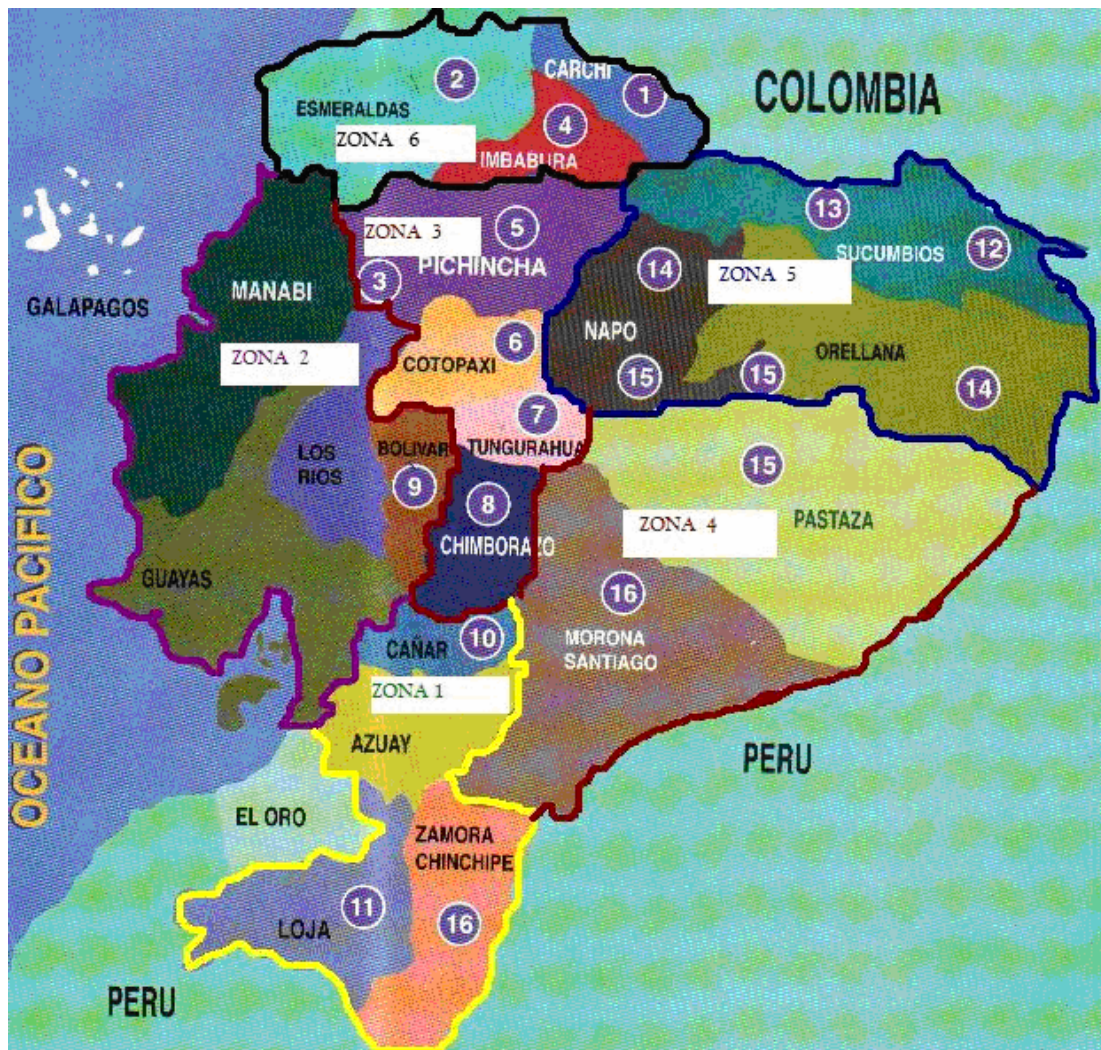 CARCHI
COLOMBIA
2
1
ESMERALDAS
4
ZONA 6
IMBABURA
13
ZONA 3
5
12
SUCUMBIOS
PICHINCHA
14
ZONA 5
3
MANABI
GALAPAGOS
NAPO
6
ORELLANA
ZONA 2
COTOPAXI
15
15
14
7
BOLIVAR
TUNGURAHUA
LOS
RIOS
15
9
8
PASTAZA
ZONA 4
CHIMBORAZO
GUAYAS
16
OCEANO PACIFICO
10
CAÑAR
MORONA
SANTIAGO
ZONA 1
AZUAY
PERU
EL ORO
ZAMORA
CHINCHIPE
11
16
LOJA
PERU